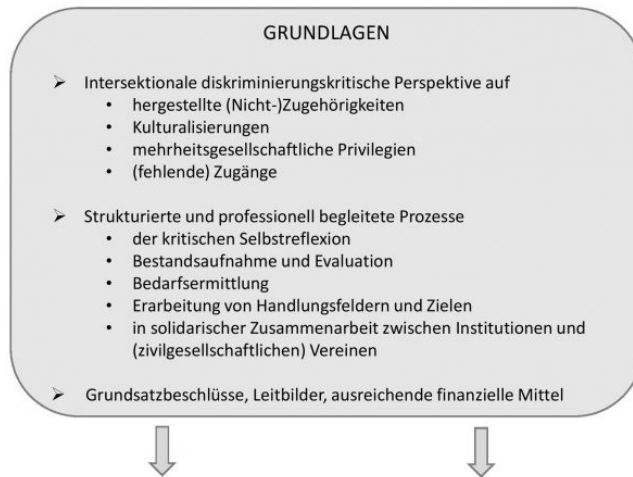 GRUNDLAGEN
➢ Intersektionale diskriminierungskritische Perspektive auf
• hergestellte (Nicht-)Zugehörigkeiten
• Kulturalisierungen
• mehrheitsgesellschaftliche Privilegien
• (fehlende) Zugänge
➢ Strukturierte und professionell begleitete Prozesse
• der kritischen Selbstreflexion
• Bestandsaufnahme und Evaluation
• Bedarfsermittlung
• Erarbeitung von Handlungsfeldern und Zielen
• in solidarischer Zusammenarbeit zwischen Institutionen und
(zivilgesellschaftlichen) Vereinen
➢ Grundsatzbeschlüsse, Leitbilder, ausreichende finanzielle Mittel